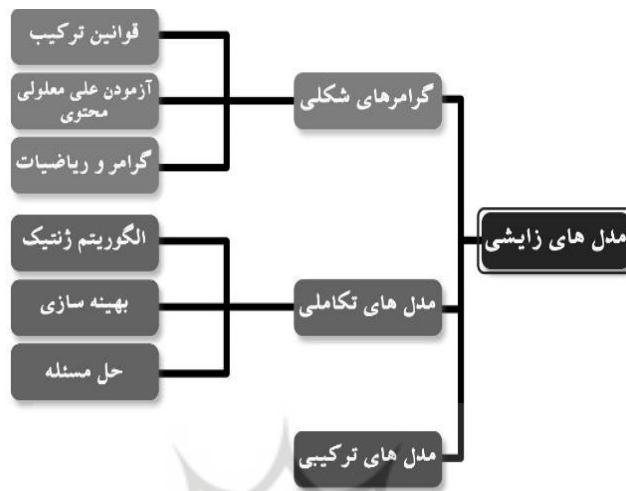 مدل های زایشی
گرامرهای شکلی
قوانین ترکیب
آزمودن علی معلولی
محتوی
گرامر و ریاضیات
مدل های تکاملی
الگوریتم ژنتیک
بهینه سازی
حل مسئله
مدل های ترکیبی